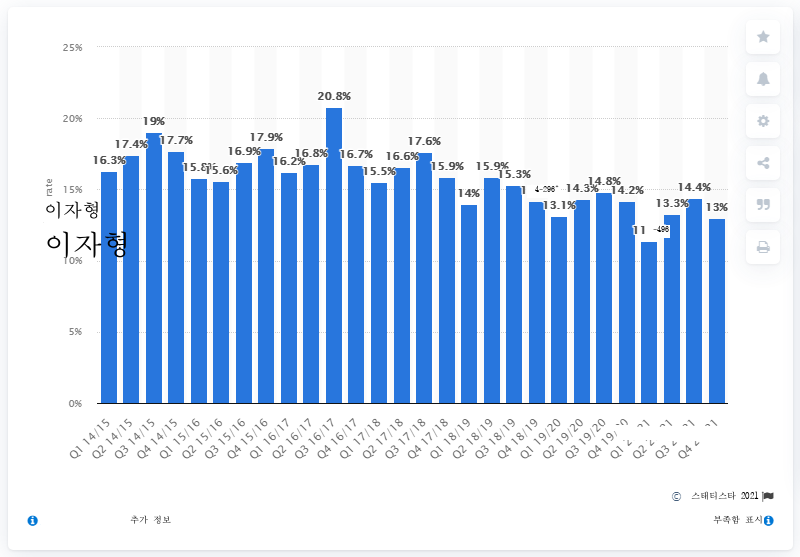 25%
20%
15%
10%
5%
0%
rate
이자형
이자형
16.3% 17.4% 19% 17.7% 15.6% 16.9% 17.9% 16.2% 16.8% 20.8% 16.7% 15.5% 16.6% 17.6% 15.9% 14% 15.9% 15.3% 13.1% 14.3% 14.8% 14.2% 11 13.3% 14.4% 13%
Q1 14/15 Q2 14/15 Q3 14/15 Q4 14/15 Q1 15/16 Q2 15/16 Q3 15/16 Q4 15/16 Q1 16/17 Q2 16/17 Q3 16/17 Q4 16/17 Q1 17/18 Q2 17/18 Q3 17/18 Q4 17/18 Q1 18/19 Q2 18/19 Q3 18/19 Q4 18/19 Q1 19/20 Q2 19/20 Q3 19/20 Q4 19/20 Q1 Q2 Q3 Q4
© 스태티스타 2021
추가 정보 부족함 표시